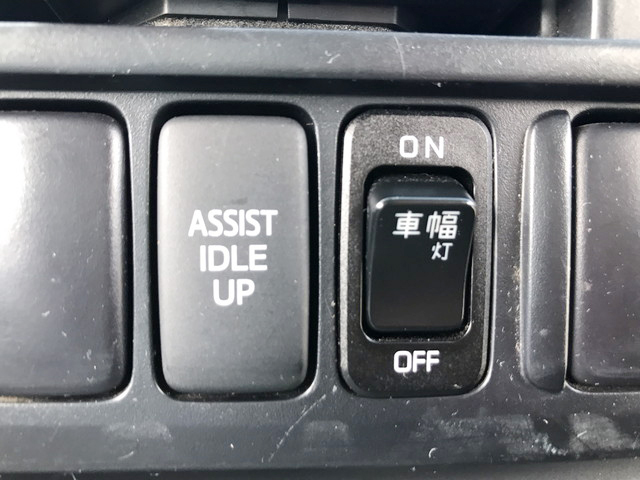 ASSIST
IDLE
UP
ON
車幅
灯
OFF